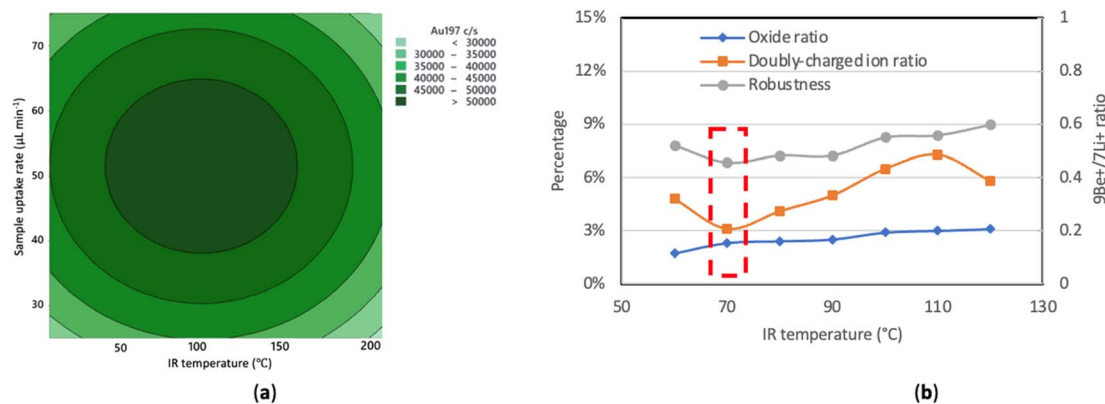 Au197 c/s
< 30000
30000 – 35000
35000 – 40000
40000 – 45000
45000 – 50000
> 50000
70
60
50
40
30
Sample uptake rate (µL min⁻¹)
50
100
150
200
IR temperature (°C)
(a)
15%
12%
9%
6%
3%
0%
Percentage
Oxide ratio
Doubly-charged ion ratio
Robustness
1
0.8
0.6
0.4
0.2
0
9Be+/7Li+ ratio
50
70
90
110
130
IR temperature (°C)
(b)